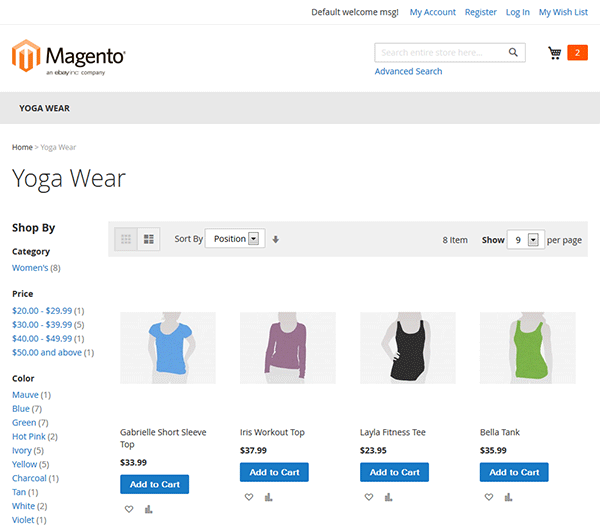 Default welcome msg! My Account Register Log In My Wish List
Magento®
an ebay inc company
Search entire store here...
2
Advanced Search
YOGA WEAR
Home > Yoga Wear
Yoga Wear
Shop By
Sort By Position 8 Item Show 9 per page
Category
Women's (8)
Price
$20.00 - $29.99 (1)
$30.00 - $39.99 (5)
$40.00 - $49.99 (1)
$50.00 and above (1)
Color
Mauve (1)
Blue (7)
Green (7)
Hot Pink (2)
Ivory (5)
Yellow (5)
Charcoal (1)
Tan (1)
White (2)
Violet (1)
Gabrielle Short Sleeve
Top
$33.99
Add to Cart
Iris Workout Top
$37.99
Add to Cart
Layla Fitness Tee
$23.95
Add to Cart
Bella Tank
$35.99
Add to Cart